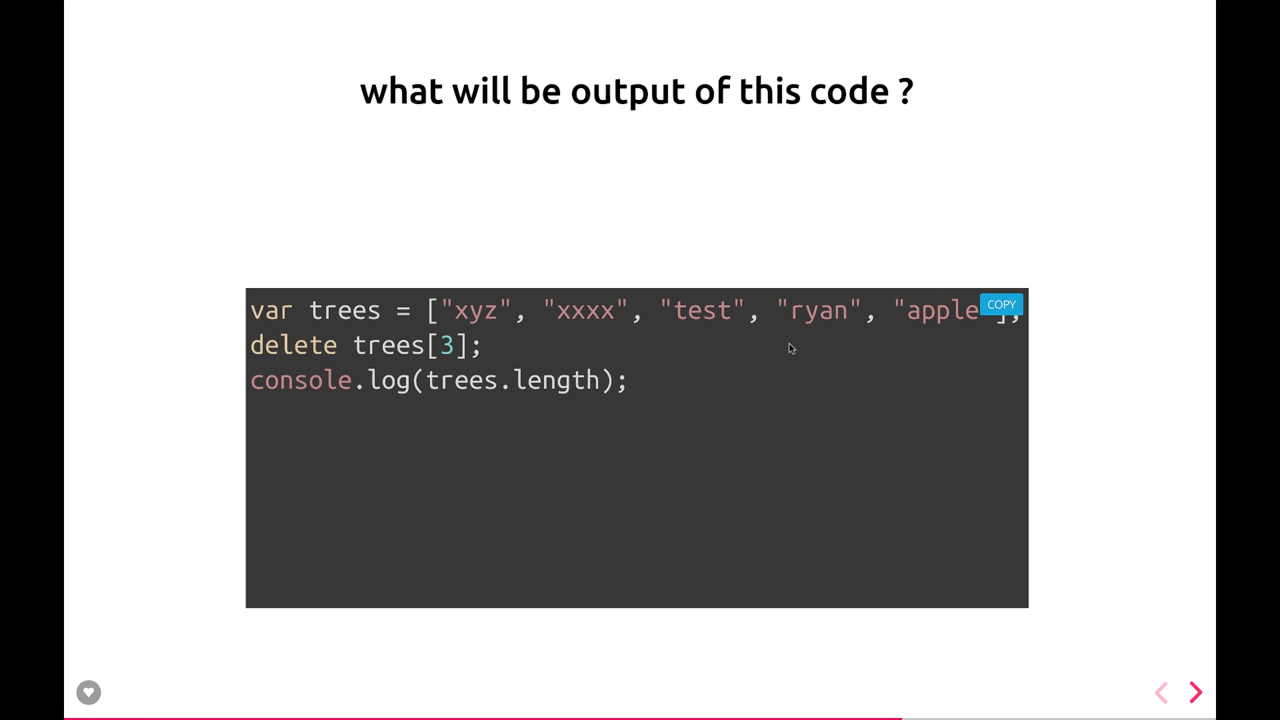 what will be output of this code ?
var trees = ["xyz", "xxxx", "test", "ryan", "apple"];
COPY
delete trees[3];
console.log(trees.length);